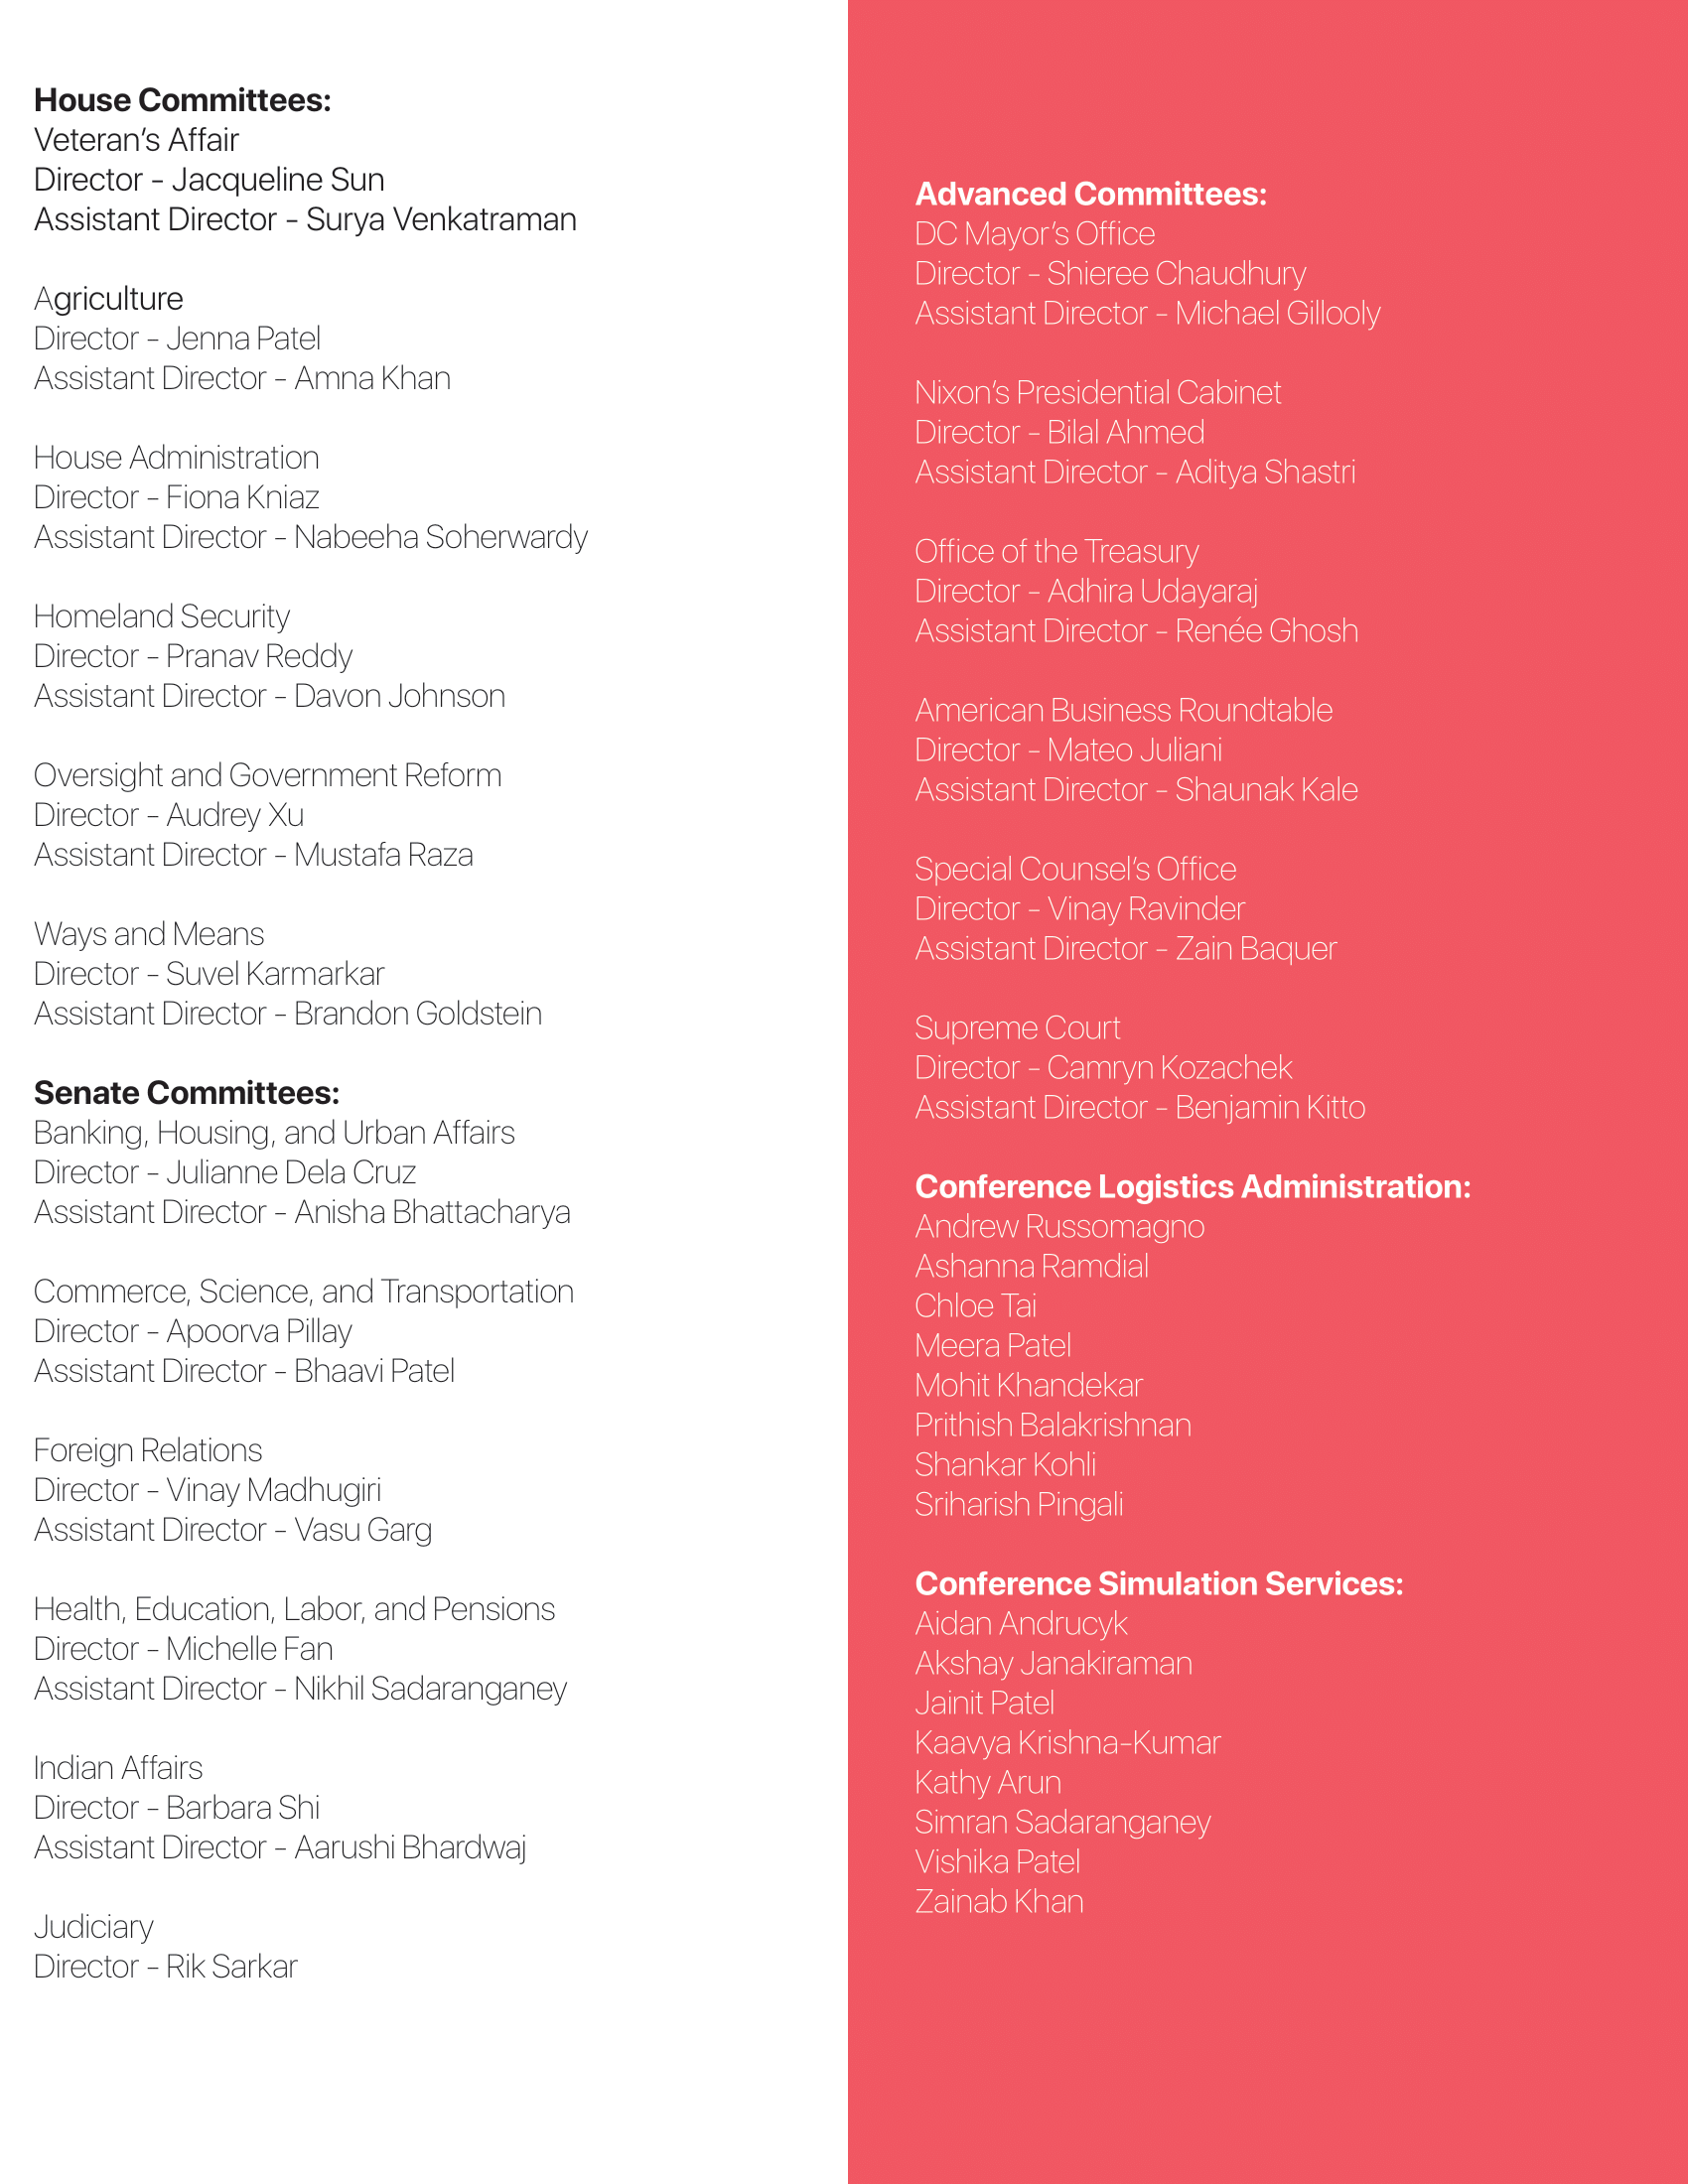 House Committees:
Veteran’s Affair
Director - Jacqueline Sun
Assistant Director - Surya Venkatraman
Agriculture
Director - Jenna Patel
Assistant Director - Amna Khan
House Administration
Director - Fiona Kniaz
Assistant Director - Nabeeha Soherwardy
Homeland Security
Director - Pranav Reddy
Assistant Director - Davon Johnson
Oversight and Government Reform
Director - Audrey Xu
Assistant Director - Mustafa Raza
Ways and Means
Director - Suvel Karmarkar
Assistant Director - Brandon Goldstein
Senate Committees:
Banking, Housing, and Urban Affairs
Director - Julianne Dela Cruz
Assistant Director - Anisha Bhattacharya
Commerce, Science, and Transportation
Director - Apoorva Pillay
Assistant Director - Bhaavi Patel
Foreign Relations
Director - Vinay Madhugiri
Assistant Director - Vasu Garg
Health, Education, Labor, and Pensions
Director - Michelle Fan
Assistant Director - Nikhil Sadaranganey
Indian Affairs
Director - Barbara Shi
Assistant Director - Aarushi Bhardwaj
Judiciary
Director - Rik Sarkar
Advanced Committees:
DC Mayor’s Office
Director - Shieree Chaudhury
Assistant Director - Michael Gillooly
Nixon’s Presidential Cabinet
Director - Bilal Ahmed
Assistant Director - Aditya Shastri
Office of the Treasury
Director - Adhira Udayaraj
Assistant Director - Renée Ghosh
American Business Roundtable
Director - Mateo Juliani
Assistant Director - Shaunak Kale
Special Counsel’s Office
Director - Vinay Ravinder
Assistant Director - Zain Baquer
Supreme Court
Director - Camryn Kozachek
Assistant Director - Benjamin Kitto
Conference Logistics Administration:
Andrew Russomagno
Ashanna Ramdial
Chloe Tai
Meera Patel
Mohit Khandekar
Prithish Balakrishnan
Shankar Kohli
Sriharish Pingali
Conference Simulation Services:
Aidan Andrucyk
Akshay Janakiraman
Jainit Patel
Kaavya Krishna-Kumar
Kathy Arun
Simran Sadaranganey
Vishika Patel
Zainab Khan